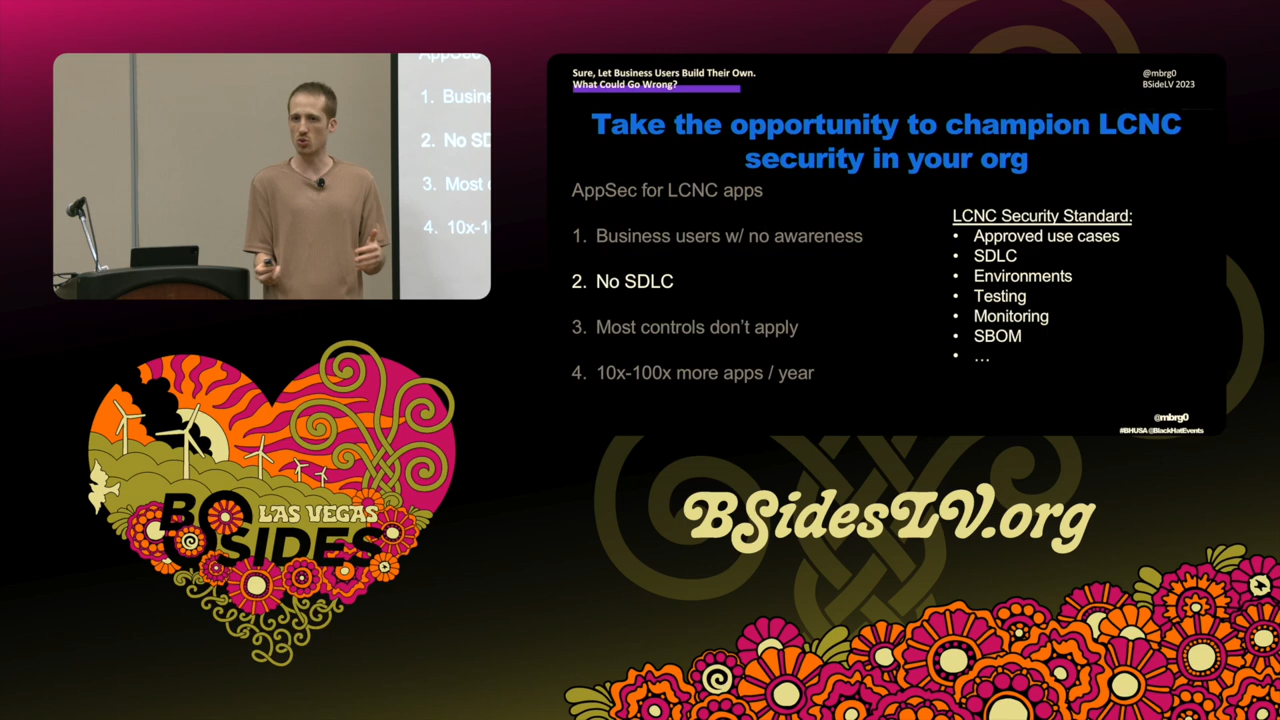 AppSec
1. Busine
2. No SD
3. Most c
4. 10x-1
Sure, Let Business Users Build Their Own.
What Could Go Wrong?
@mbrg0
BSideLV 2023
Take the opportunity to champion LCNC
security in your org
AppSec for LCNC apps
1. Business users w/ no awareness
2. No SDLC
3. Most controls don't apply
4. 10x-100x more apps / year
LCNC Security Standard:
• Approved use cases
• SDLC
• Environments
• Testing
• Monitoring
• SBOM
• ...
@mbrg0
#BHUSA @BlackHatEvents
LAS VEGAS
BSIDES
23
BSidesLV.org